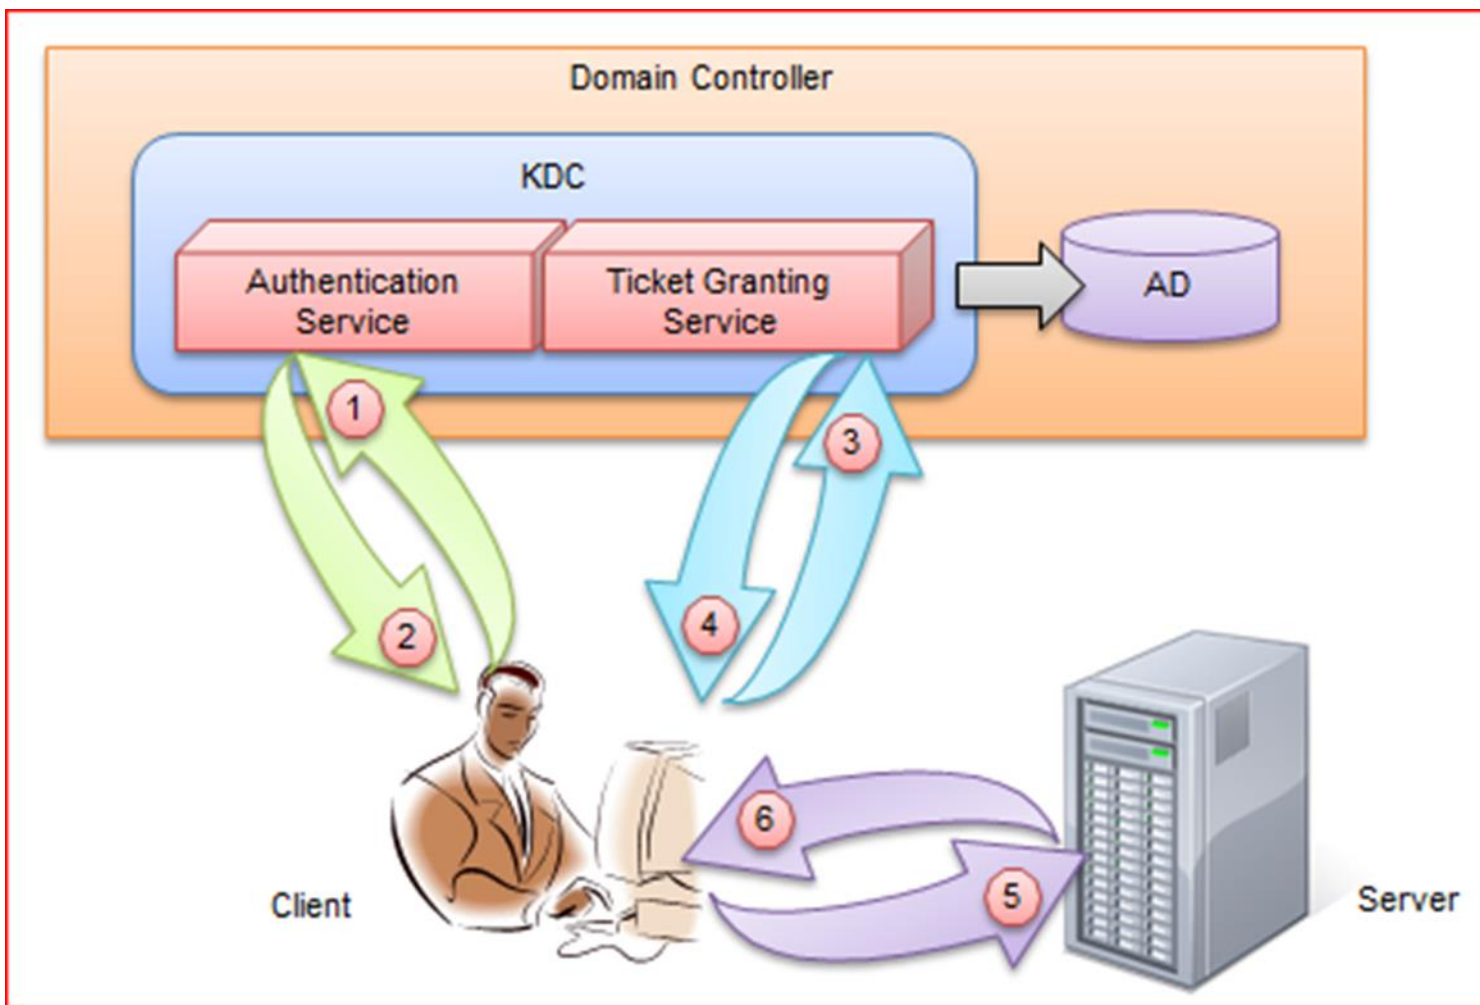 Domain Controller
KDC
Authentication
Service
Ticket Granting
Service
AD
1
3
2
4
6
5
Client
Server